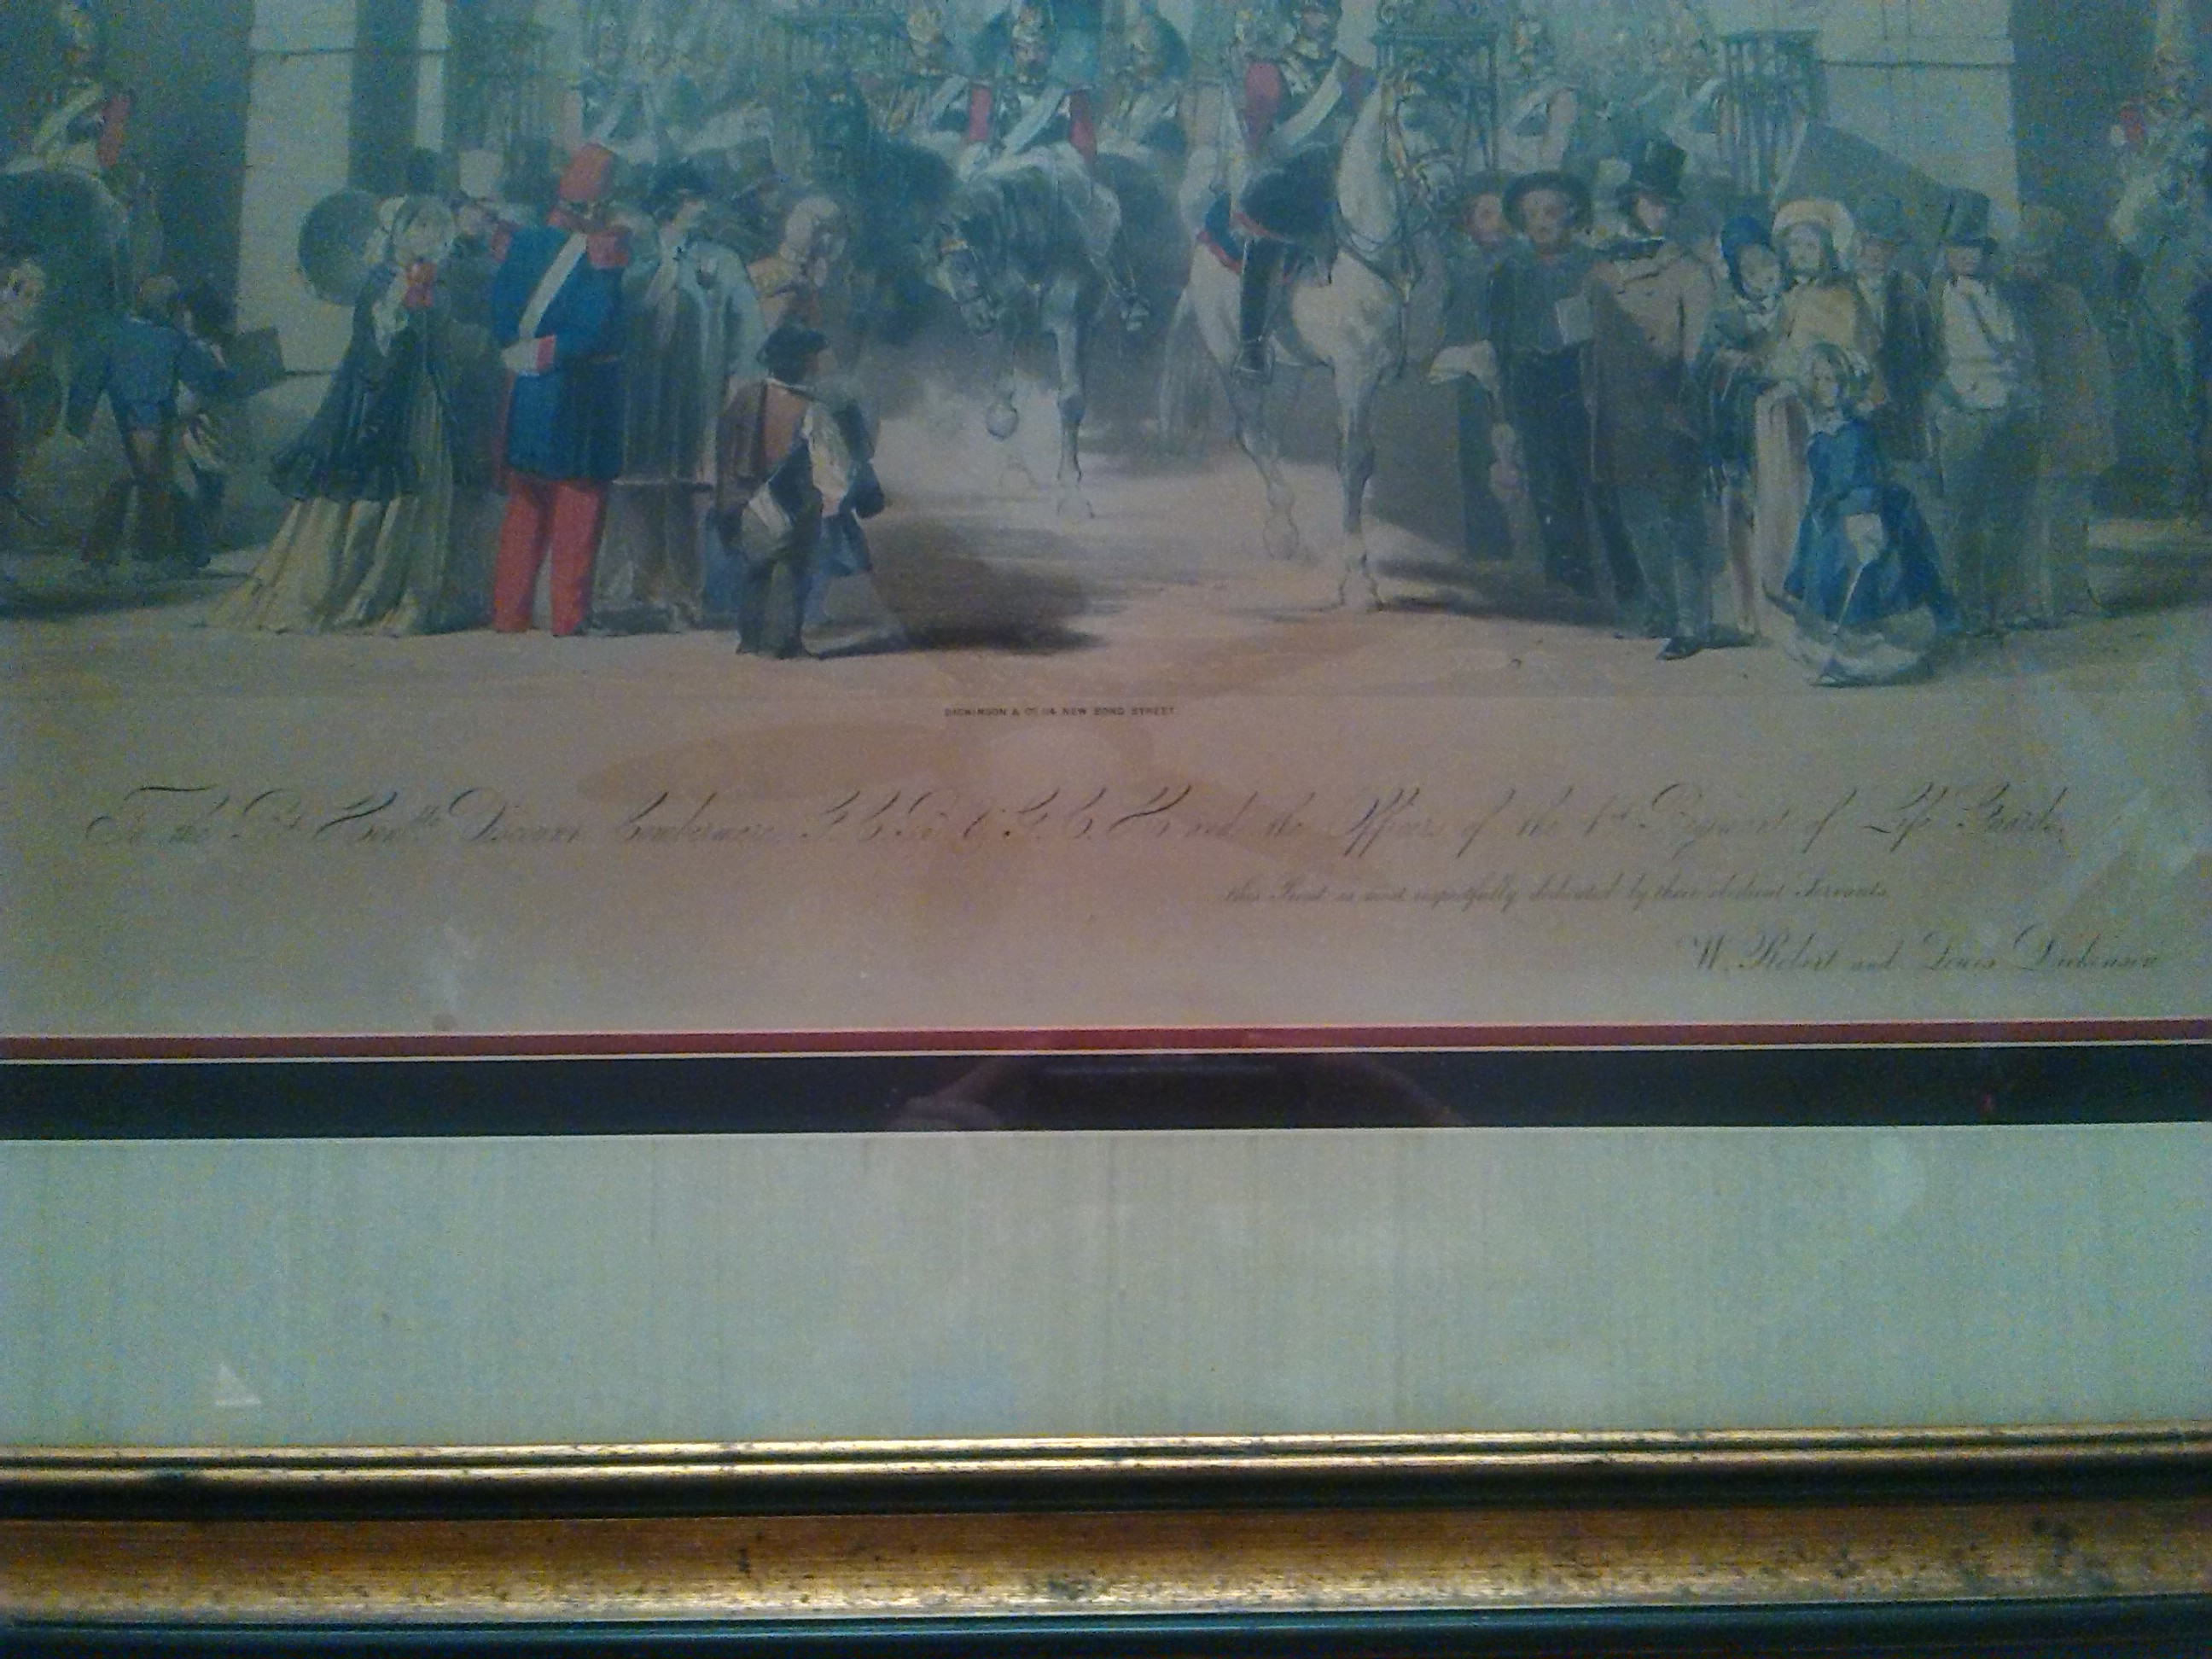 DICKINSON & Co. 114, NEW BOND STREET
To the Rt. Honble. Viscount Combermere G.C.B. & G.C.H. and the Officers of the 1st Regiment of Life Guards,
this Print is most respectfully dedicated by their obedient Servants
W. Robert and Lowes Dickinson